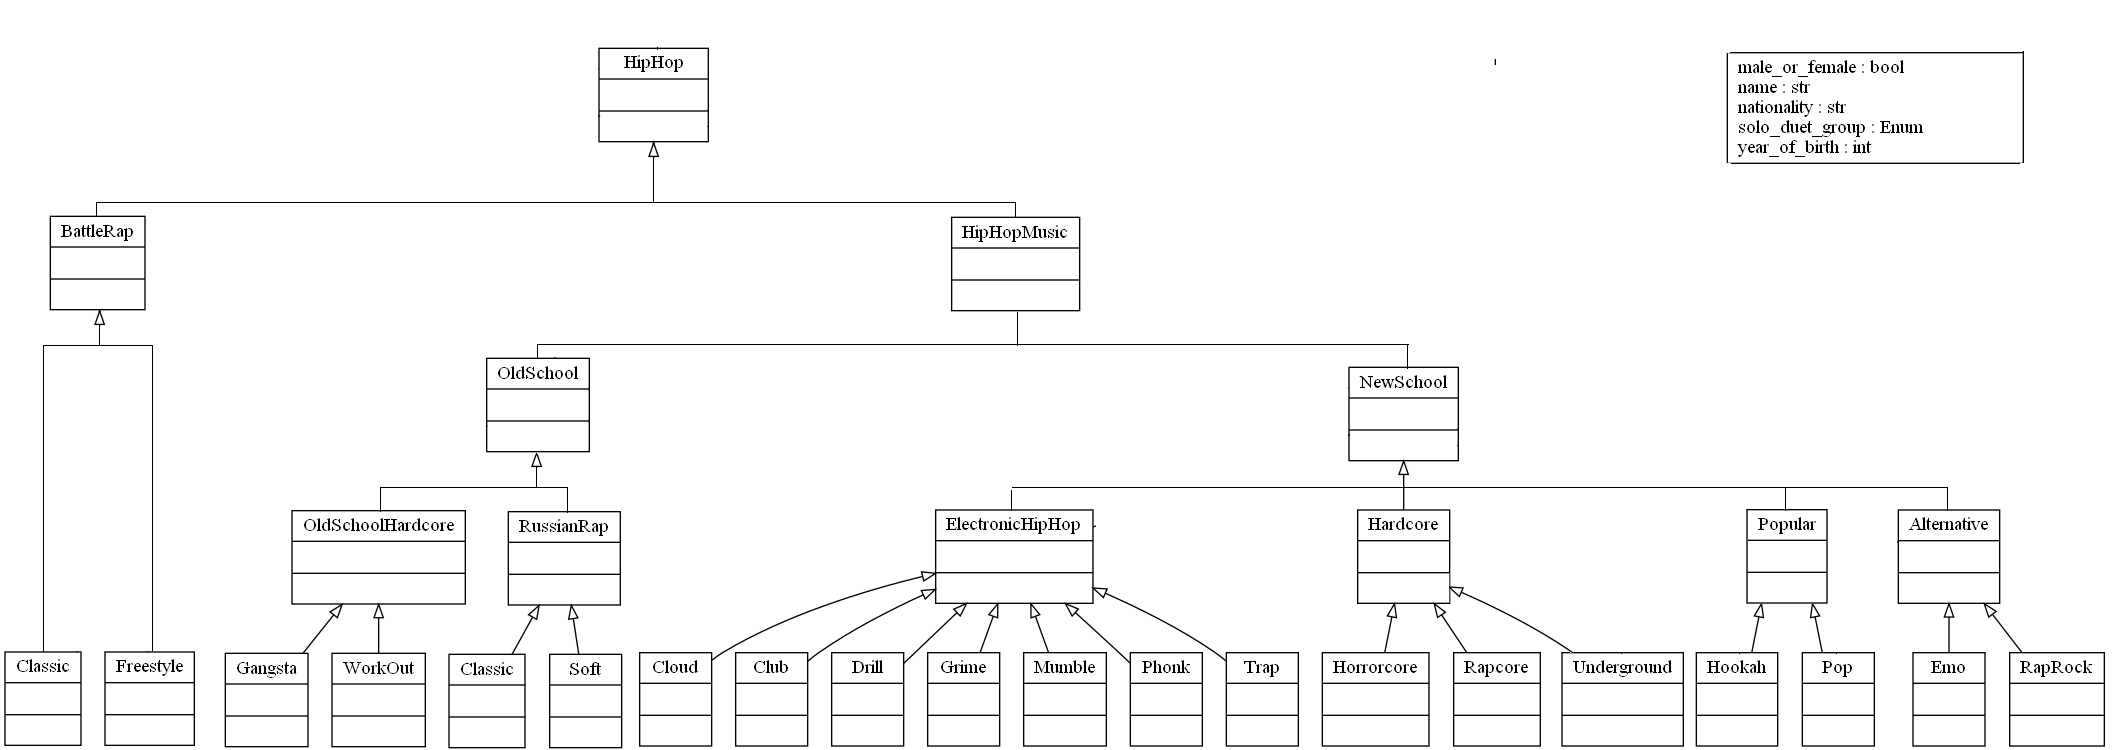 HipHop
male_or_female : bool
name : str
nationality : str
solo_duet_group : Enum
year_of_birth : int
BattleRap
HipHopMusic
OldSchool
NewSchool
OldSchoolHardcore
RussianRap
ElectronicHipHop
Hardcore
Popular
Alternative
Classic
Freestyle
Gangsta
WorkOut
Classic
Soft
Cloud
Club
Drill
Grime
Mumble
Phonk
Trap
Horrorcore
Rapcore
Underground
Hookah
Pop
Emo
RapRock